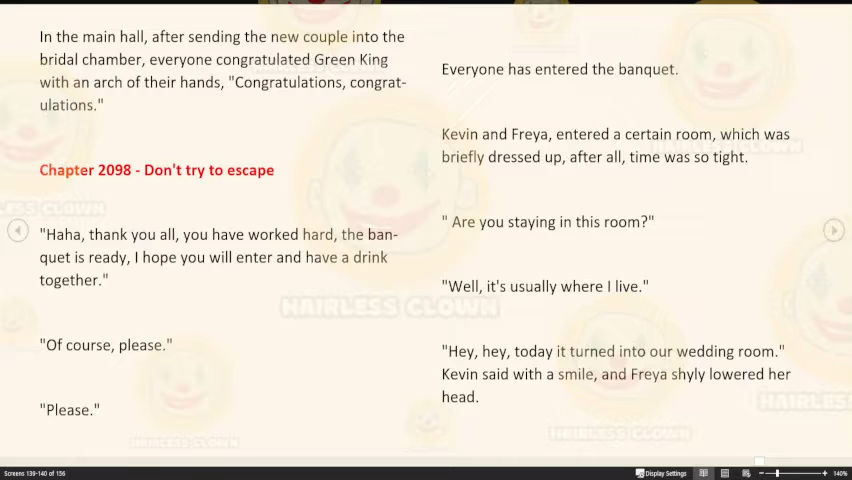 In the main hall, after sending the new couple into the
bridal chamber, everyone congratulated Green King
with an arch of their hands, "Congratulations, congrat-
ulations."
Chapter 2098 - Don't try to escape
"Haha, thank you all, you have worked hard, the ban-
quet is ready, I hope you will enter and have a drink
together."
"Of course, please."
"Please."
Everyone has entered the banquet.
Kevin and Freya, entered a certain room, which was
briefly dressed up, after all, time was so tight.
" Are you staying in this room?"
"Well, it's usually where I live."
"Hey, hey, today it turned into our wedding room."
Kevin said with a smile, and Freya shyly lowered her
head.
HAIRLESS CLOWN
HAIRLESS CLOWN
HAIRLESS CLOWN
Screens 139-140 of 156
Display Settings
140%